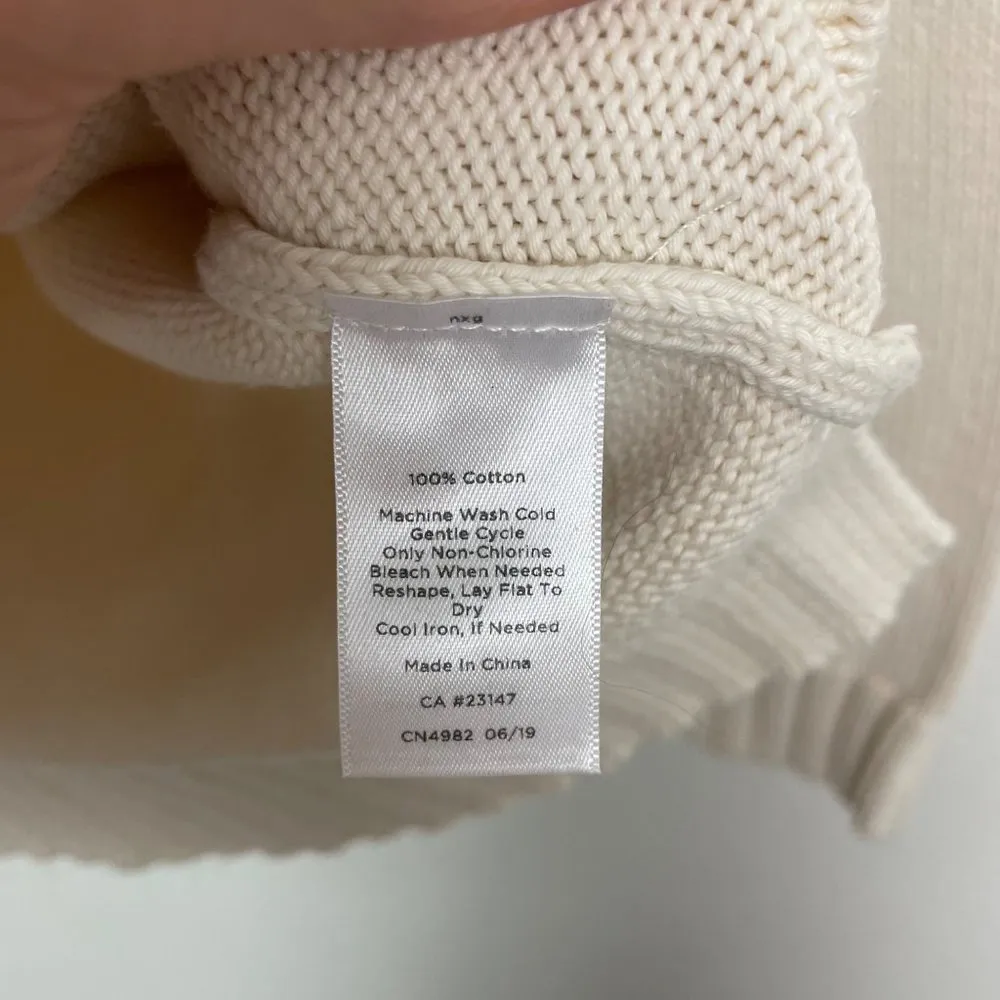 nxg
100% Cotton
Machine Wash Cold
Gentle Cycle
Only Non-Chlorine
Bleach When Needed
Reshape, Lay Flat To
Dry
Cool Iron, If Needed
Made In China
CA #23147
CN4982 06/19